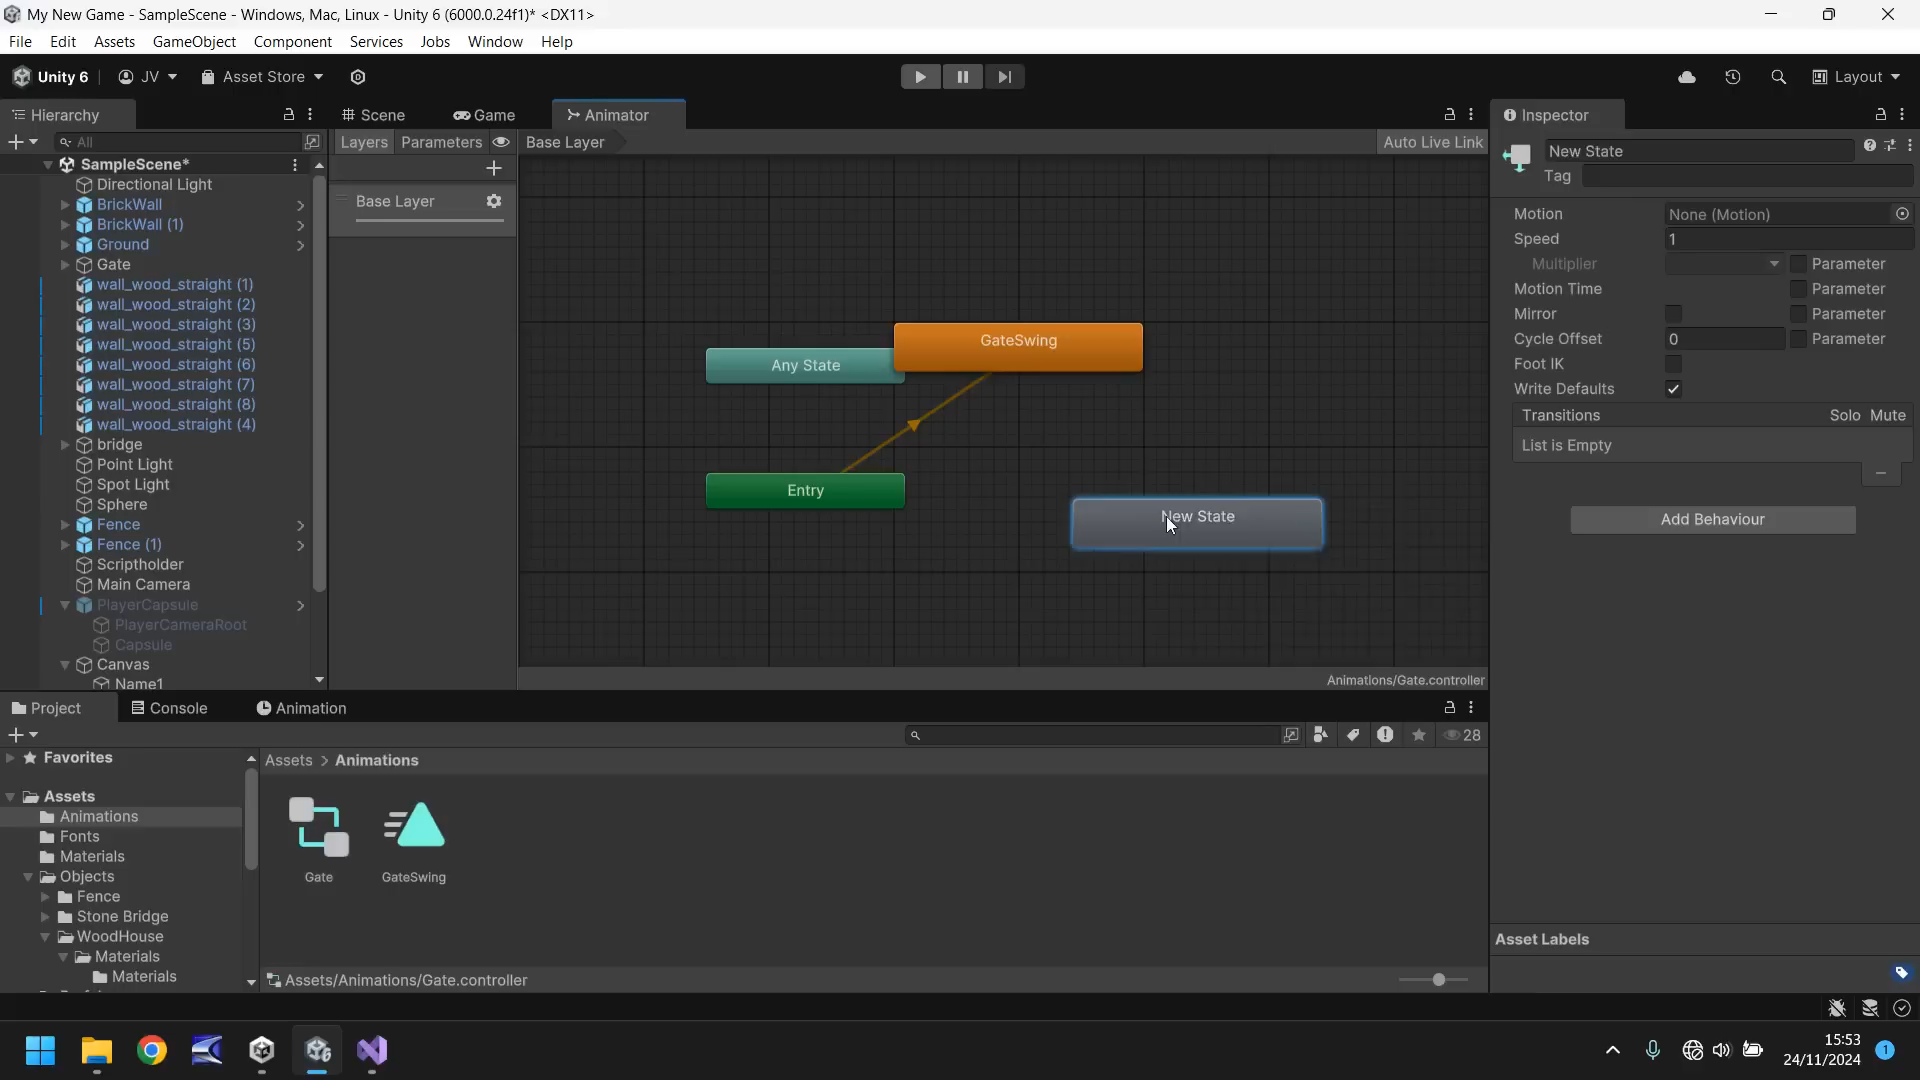 My New Game - SampleScene - Windows, Mac, Linux - Unity 6 (6000.0.24f1)* <DX11>
File Edit Assets GameObject Component Services Jobs Window Help
Unity 6 JV Asset Store Layout
Hierarchy
All
SampleScene*
Directional Light
BrickWall
BrickWall (1)
Ground
Gate
wall_wood_straight (1)
wall_wood_straight (2)
wall_wood_straight (3)
wall_wood_straight (5)
wall_wood_straight (6)
wall_wood_straight (7)
wall_wood_straight (8)
wall_wood_straight (4)
bridge
Point Light
Spot Light
Sphere
Fence
Fence (1)
Scriptholder
Main Camera
PlayerCapsule
PlayerCameraRoot
Capsule
Canvas
Name1
Scene Game Animator
Layers Parameters Base Layer Auto Live Link
Base Layer
GateSwing
Any State
Entry
New State
Animations/Gate.controller
Inspector
New State
Tag
Motion None (Motion)
Speed 1
Multiplier Parameter
Motion Time Parameter
Mirror Parameter
Cycle Offset 0 Parameter
Foot IK
Write Defaults
Transitions Solo Mute
List is Empty
Add Behaviour
Asset Labels
Project Console Animation
28
Favorites
Assets
Animations
Fonts
Materials
Objects
Fence
Stone Bridge
WoodHouse
Materials
Materials
Assets > Animations
Gate GateSwing
Assets/Animations/Gate.controller
15:53
24/11/2024
1